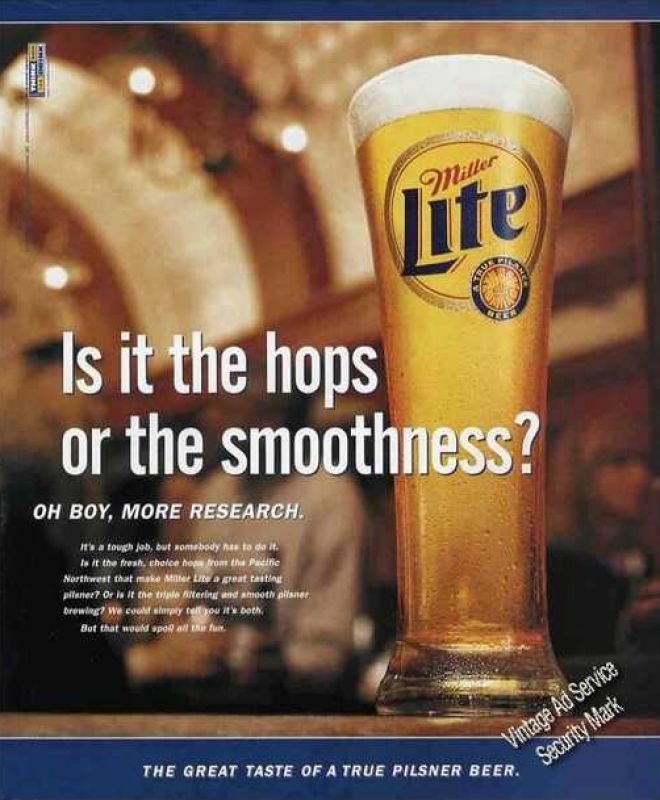 THINK
Miller
Lite
A TRUE PILSNER
BEER
Is it the hops
or the smoothness?
OH BOY, MORE RESEARCH.
It's a tough job, but somebody has to do it.
Is it the fresh, choice hops from the Pacific
Northwest that make Miller Lite a great tasting
pilsner? Or is it the triple filtering and smooth pilsner
brewing? We could simply tell you it's both.
But that would spoil all the fun.
Vintage Ad Service
Security Mark
THE GREAT TASTE OF A TRUE PILSNER BEER.